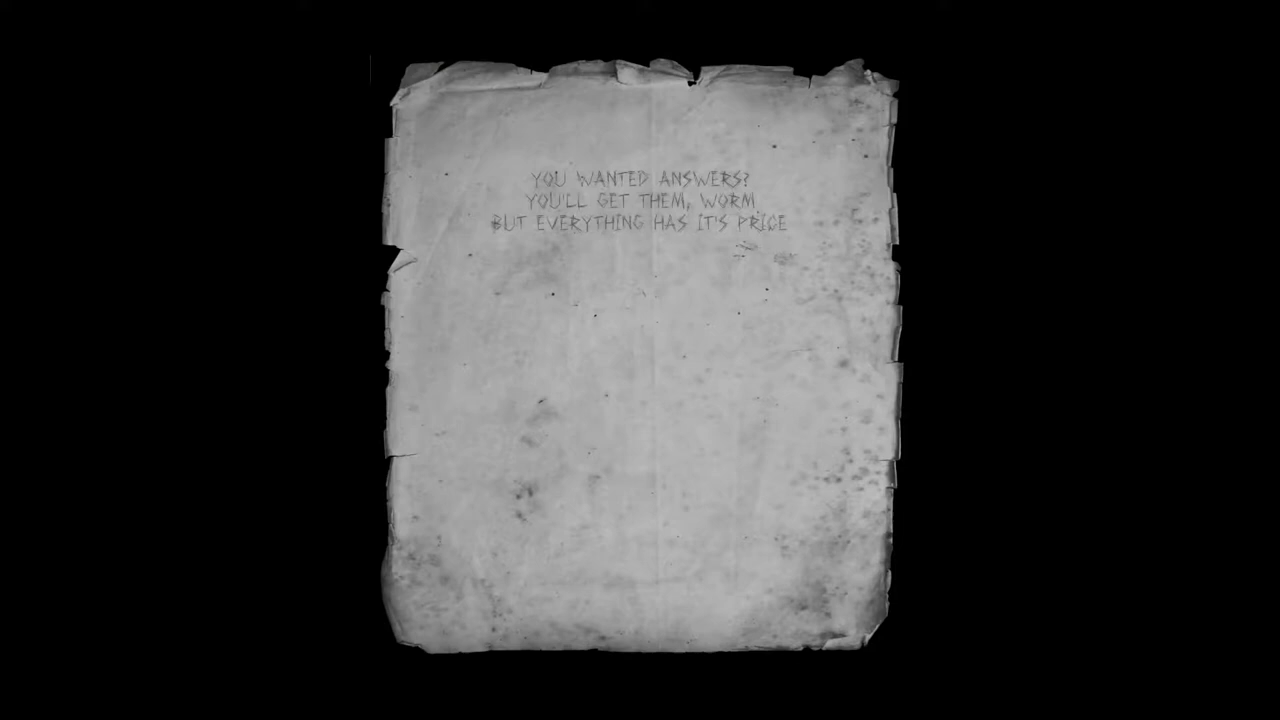 YOU WANTED ANSWERS?
YOU'LL GET THEM, WORM
BUT EVERYTHING HAS IT'S PRICE